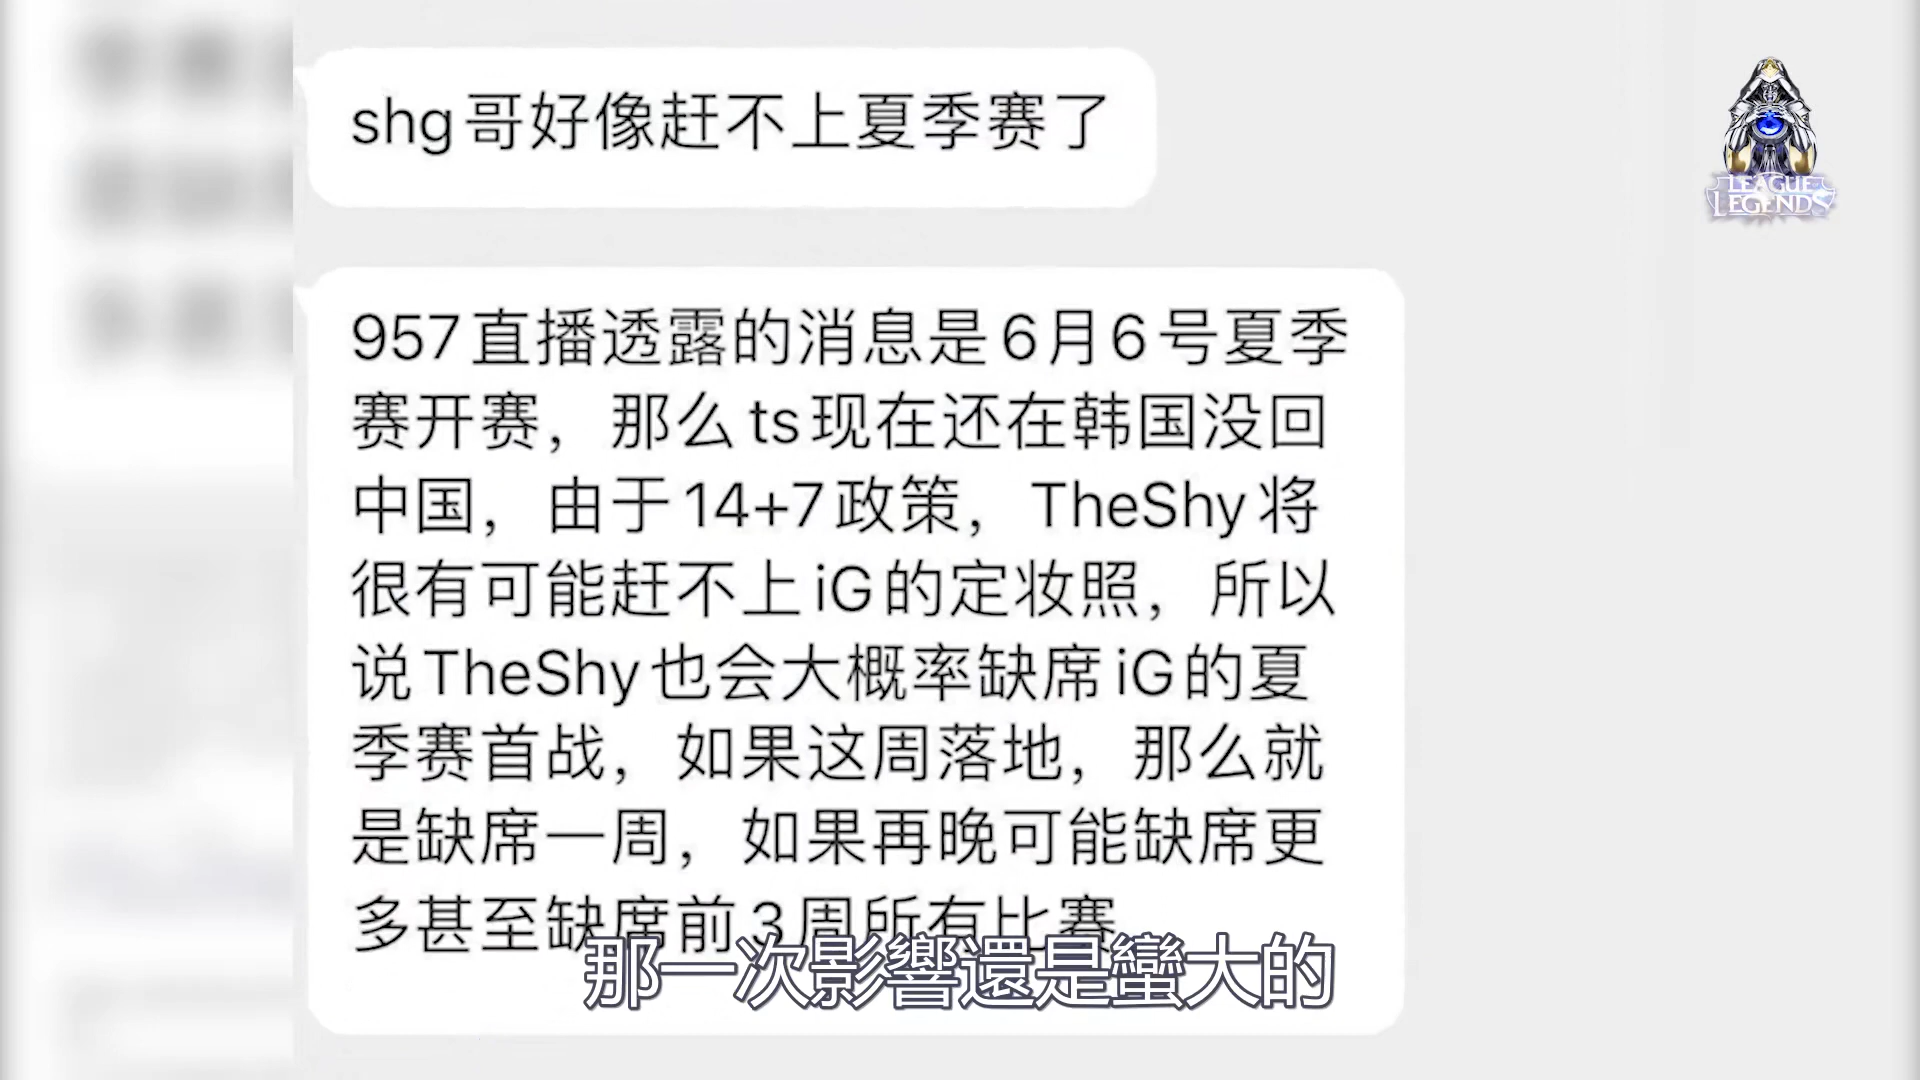 shg哥好像赶不上夏季赛了
957直播透露的消息是6月6号夏季
赛开赛，那么ts现在还在韩国没回
中国，由于14+7政策，TheShy将
很有可能赶不上iG的定妆照，所以
说TheShy也会大概率缺席iG的夏
季赛首战，如果这周落地，那么就
是缺席一周，如果再晚可能缺席更
多甚至缺席前3周所有比赛
那一次影響還是蠻大的
LEAGUE
LEGENDS